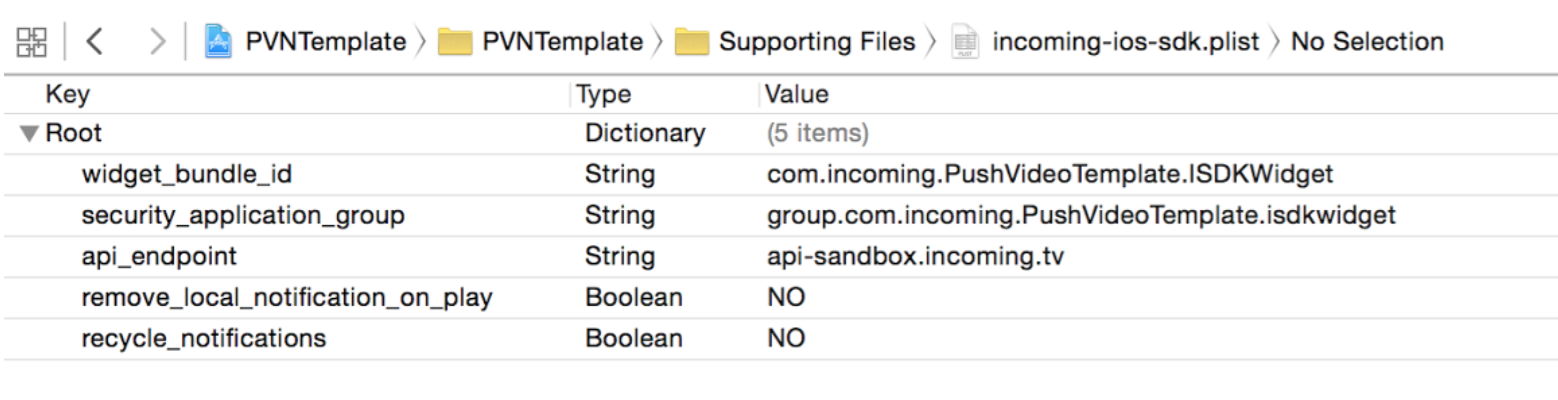 PVNTemplate PVNTemplate Supporting Files incoming-ios-sdk.plist No Selection
Key Type Value
Root Dictionary (5 items)
widget_bundle_id String com.incoming.PushVideoTemplate.ISDKWidget
security_application_group String group.com.incoming.PushVideoTemplate.isdkwidget
api_endpoint String api-sandbox.incoming.tv
remove_local_notification_on_play Boolean NO
recycle_notifications Boolean NO